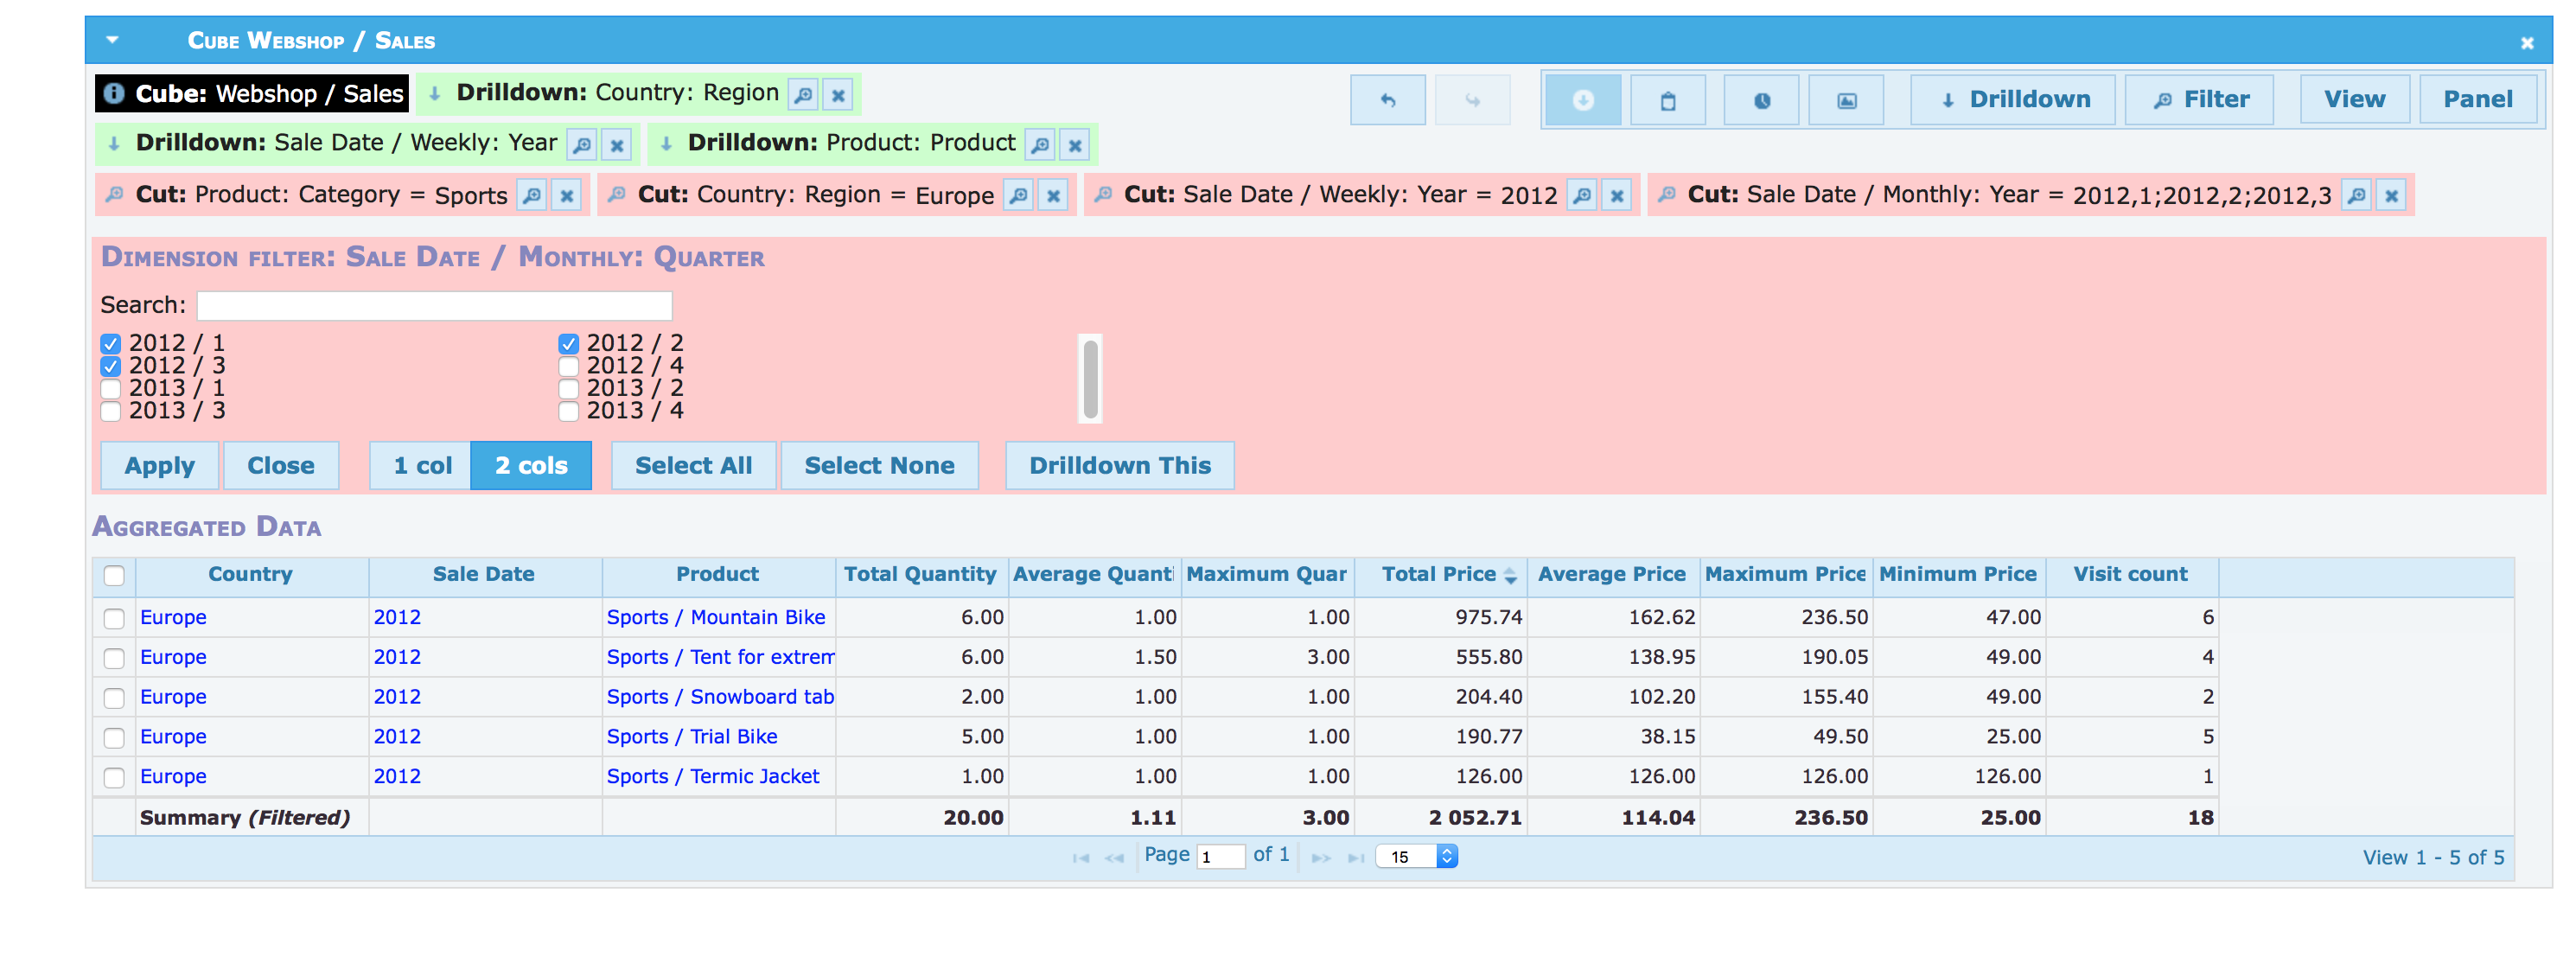 Cube Webshop / Sales
Cube: Webshop / Sales Drilldown: Country: Region Drilldown Filter View Panel
Drilldown: Sale Date / Weekly: Year Drilldown: Product: Product
Cut: Product: Category = Sports Cut: Country: Region = Europe Cut: Sale Date / Weekly: Year = 2012 Cut: Sale Date / Monthly: Year = 2012,1;2012,2;2012,3
Dimension filter: Sale Date / Monthly: Quarter
Search:
2012 / 1 2012 / 2
2012 / 3 2012 / 4
2013 / 1 2013 / 2
2013 / 3 2013 / 4
Apply Close 1 col 2 cols Select All Select None Drilldown This
Aggregated Data
Country Sale Date Product Total Quantity Average Quanti Maximum Quar Total Price Average Price Maximum Price Minimum Price Visit count
Europe 2012 Sports / Mountain Bike 6.00 1.00 1.00 975.74 162.62 236.50 47.00 6
Europe 2012 Sports / Tent for extrem 6.00 1.50 3.00 555.80 138.95 190.05 49.00 4
Europe 2012 Sports / Snowboard tab 2.00 1.00 1.00 204.40 102.20 155.40 49.00 2
Europe 2012 Sports / Trial Bike 5.00 1.00 1.00 190.77 38.15 49.50 25.00 5
Europe 2012 Sports / Termic Jacket 1.00 1.00 1.00 126.00 126.00 126.00 126.00 1
Summary (Filtered) 20.00 1.11 3.00 2 052.71 114.04 236.50 25.00 18
Page 1 of 1 15 View 1 - 5 of 5